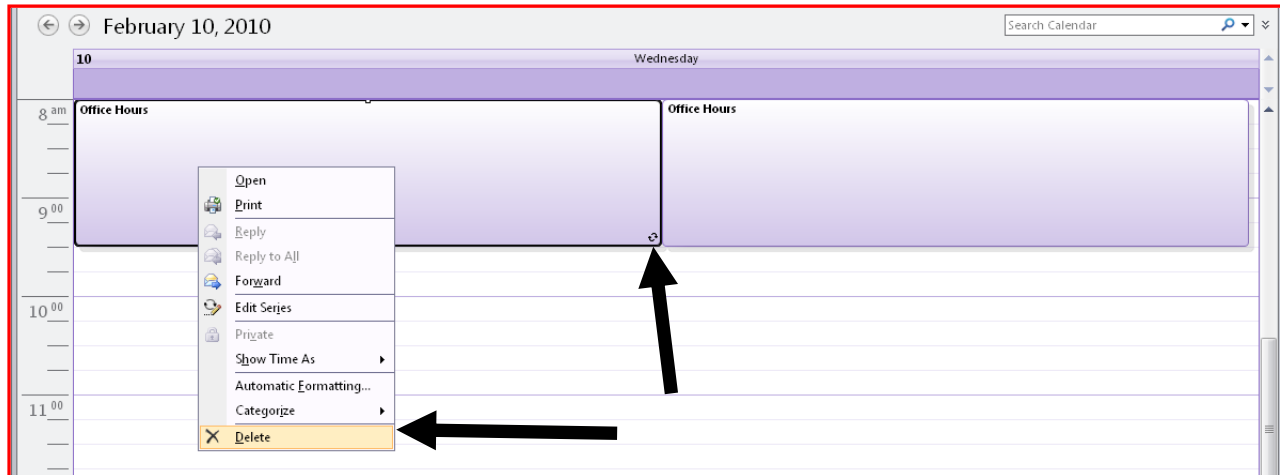 February 10, 2010
Search Calendar
10 Wednesday
8 am
Office Hours
Office Hours
Open
Print
9 00
Reply
Reply to All
Forward
Edit Series
10 00
Private
Show Time As
Automatic Formatting...
Categorize
11 00
Delete